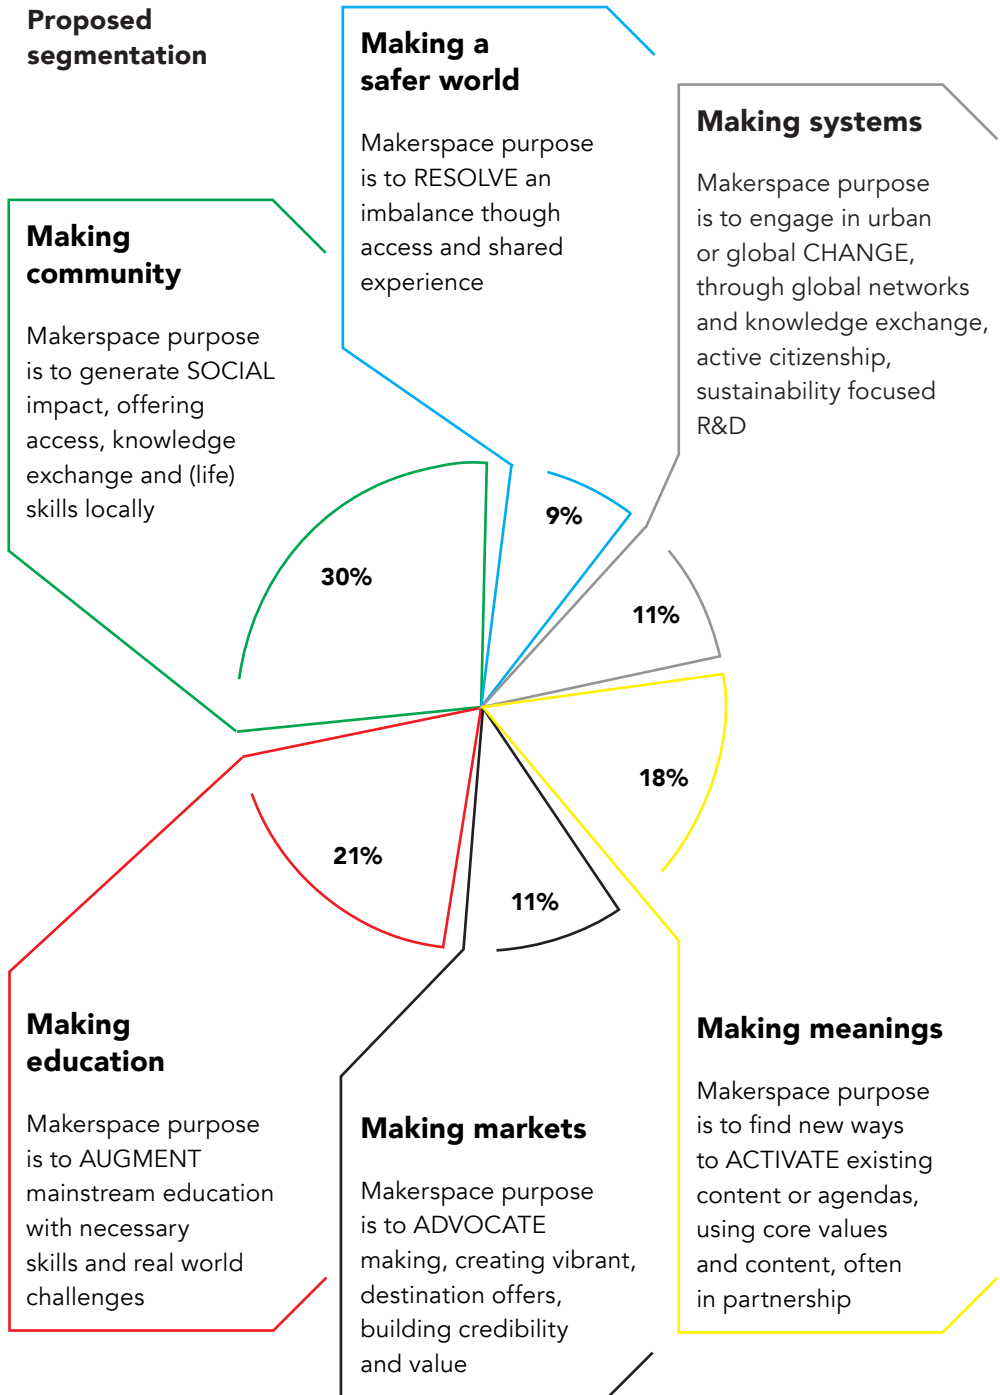 Proposed
segmentation
Making a
safer world
Makerspace purpose
is to RESOLVE an
imbalance though
access and shared
experience
Making systems
Makerspace purpose
is to engage in urban
or global CHANGE,
through global networks
and knowledge exchange,
active citizenship,
sustainability focused
R&D
Making
community
Makerspace purpose
is to generate SOCIAL
impact, offering
access, knowledge
exchange and (life)
skills locally
9%
30%
11%
18%
21%
11%
Making
education
Makerspace purpose
is to AUGMENT
mainstream education
with necessary
skills and real world
challenges
Making markets
Makerspace purpose
is to ADVOCATE
making, creating vibrant,
destination offers,
building credibility
and value
Making meanings
Makerspace purpose
is to find new ways
to ACTIVATE existing
content or agendas,
using core values
and content, often
in partnership